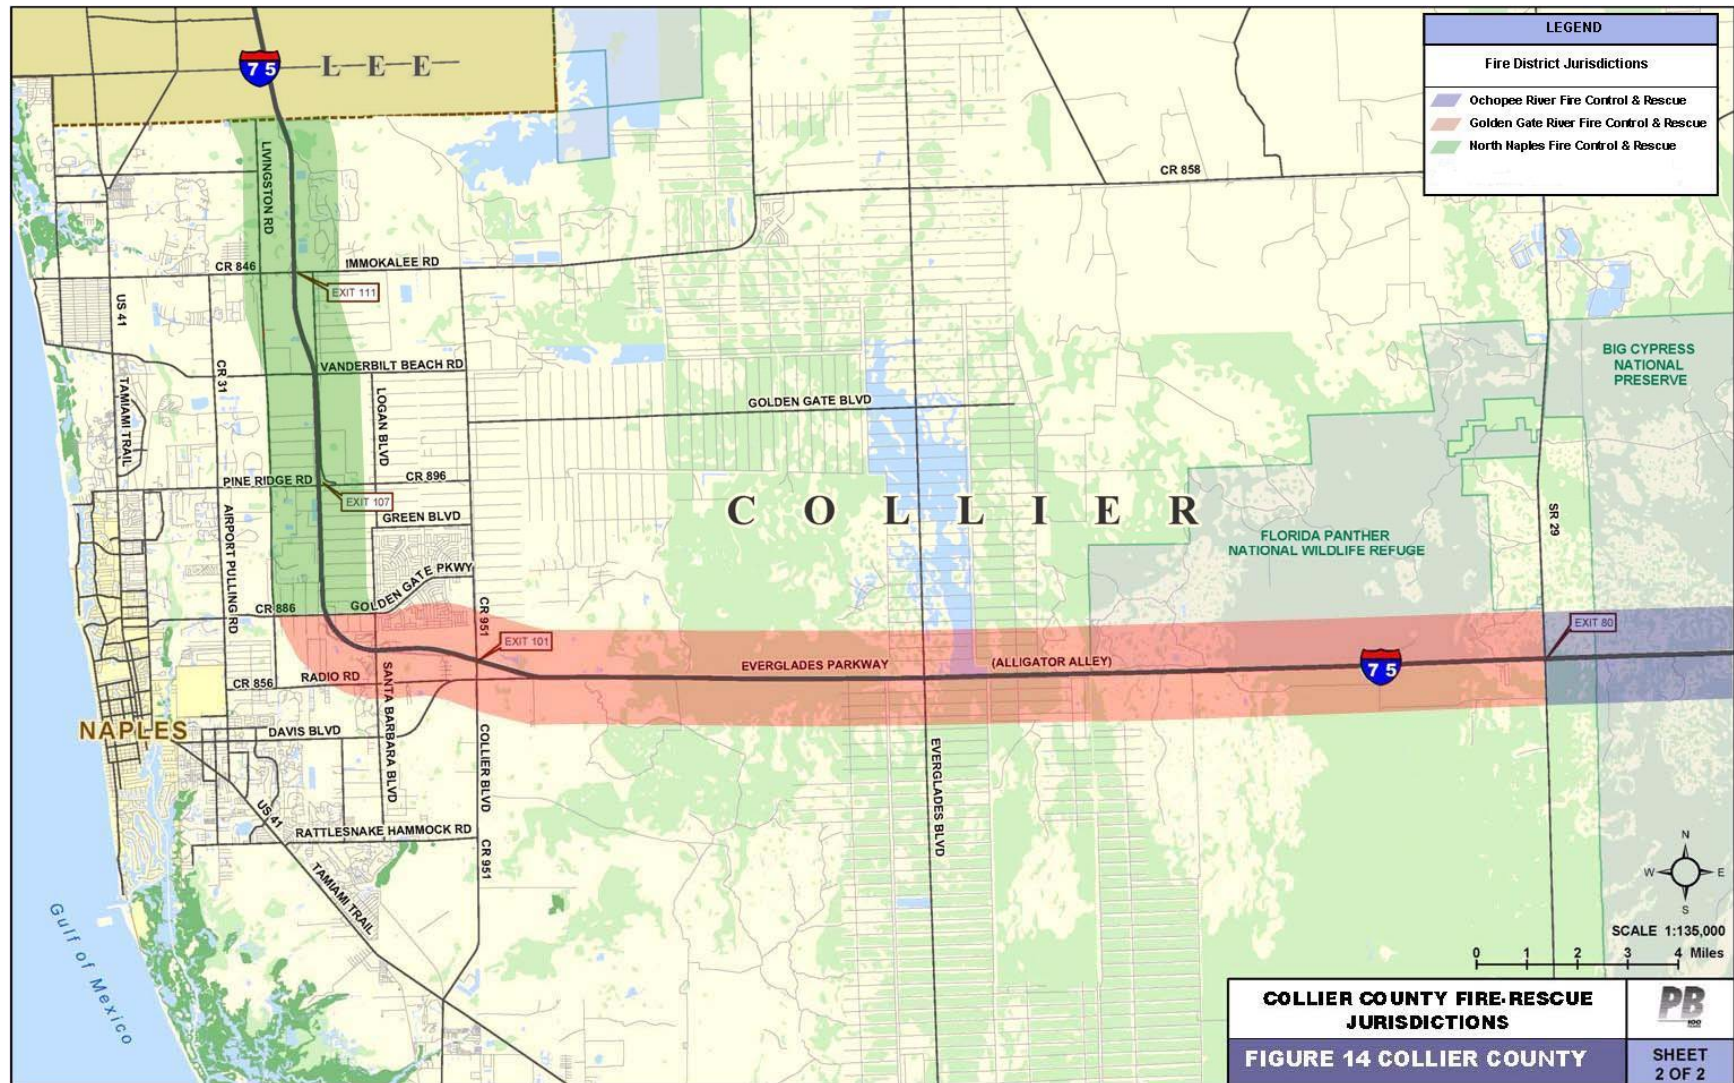 LEGEND
Fire District Jurisdictions
Ochopee River Fire Control & Rescue
Golden Gate River Fire Control & Rescue
North Naples Fire Control & Rescue
75
L E E
LIVINGSTON RD
CR 858
CR 846
IMMOKALEE RD
EXIT 111
US 41
TAMIAMI TRAIL
CR 31
VANDERBILT BEACH RD
LOGAN BLVD
GOLDEN GATE BLVD
BIG CYPRESS
NATIONAL
PRESERVE
PINE RIDGE RD
CR 896
EXIT 107
GREEN BLVD
AIRPORT PULLING RD
C O L L I E R
FLORIDA PANTHER
NATIONAL WILDLIFE REFUGE
SR 29
GOLDEN GATE PKWY
CR 886
CR 951
EXIT 101
EXIT 80
EVERGLADES PARKWAY
(ALLIGATOR ALLEY)
75
CR 856
RADIO RD
SANTA BARBARA BLVD
NAPLES
DAVIS BLVD
COLLIER BLVD
EVERGLADES BLVD
US 41
RATTLESNAKE HAMMOCK RD
CR 951
TAMIAMI TRAIL
Gulf of Mexico
N
W E
S
SCALE 1:135,000
0 1 2 3 4 Miles
COLLIER COUNTY FIRE-RESCUE
JURISDICTIONS
PB
FIGURE 14 COLLIER COUNTY
SHEET
2 OF 2